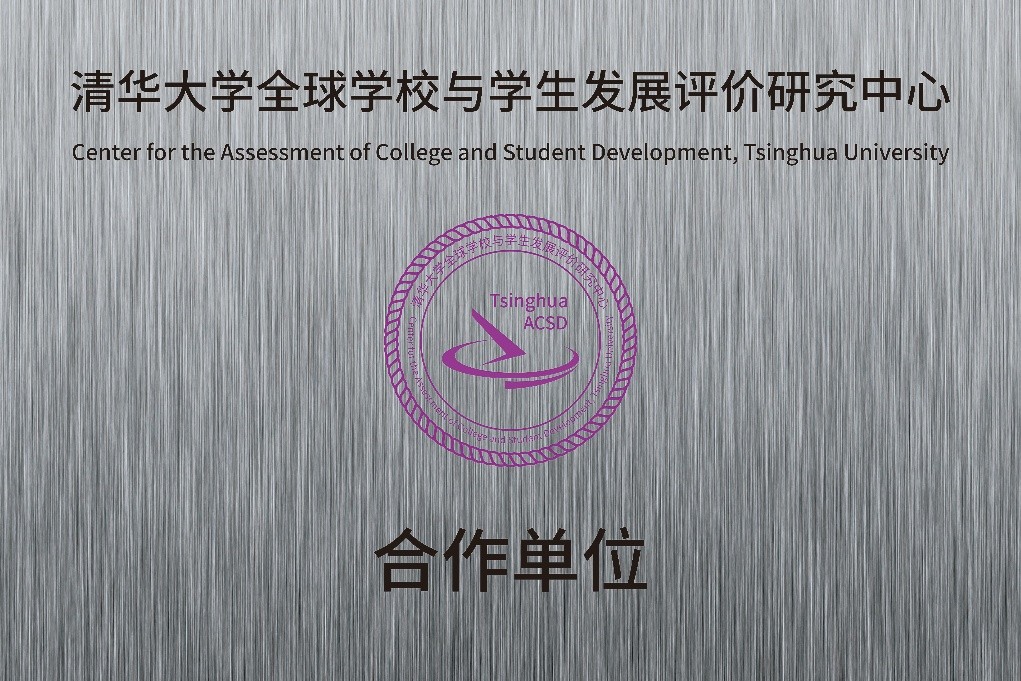 清华大学全球学校与学生发展评价研究中心
Center for the Assessment of College and Student Development, Tsinghua University
清华大学全球学校与学生发展评价研究中心
Tsinghua
ACSD
Center for the Assessment of College and Student Development, Tsinghua University
合作单位